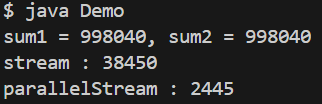 $ java Demo
sum1 = 998040, sum2 = 998040
stream : 38450
parallelStream : 2445